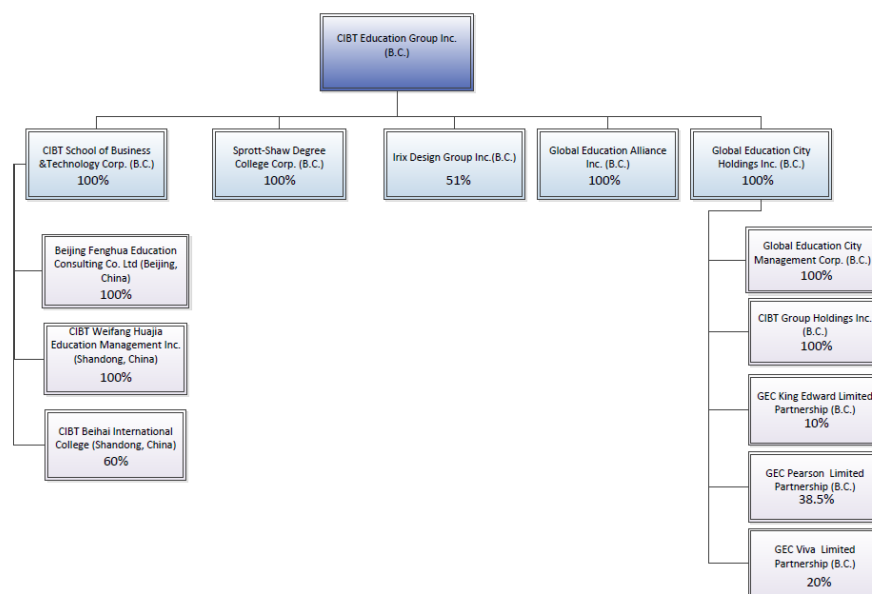 CIBT Education Group Inc.
(B.C.)
CIBT School of Business
&Technology Corp. (B.C.)
100%
Sprott-Shaw Degree
College Corp. (B.C.)
100%
Irix Design Group Inc.(B.C.)
51%
Global Education Alliance
Inc. (B.C.)
100%
Global Education City
Holdings Inc. (B.C.)
100%
Beijing Fenghua Education
Consulting Co. Ltd (Beijing,
China)
100%
CIBT Weifang Huajia
Education Management Inc.
(Shandong, China)
100%
CIBT Beihai International
College (Shandong, China)
60%
Global Education City
Management Corp. (B.C.)
100%
CIBT Group Holdings Inc.
(B.C.)
100%
GEC King Edward Limited
Partnership (B.C.)
10%
GEC Pearson Limited
Partnership (B.C.)
38.5%
GEC Viva Limited
Partnership (B.C.)
20%